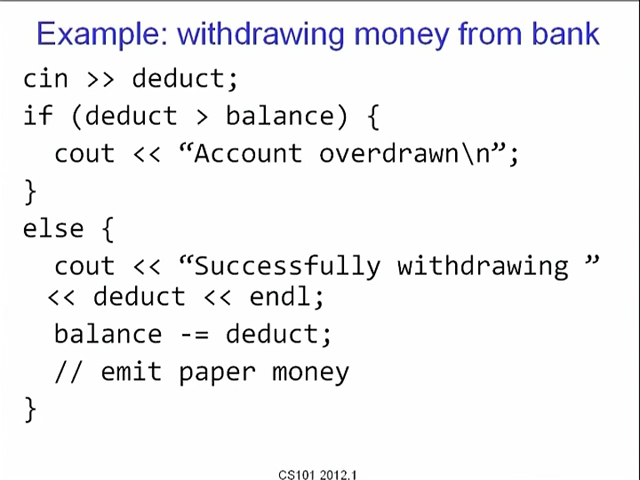 Example: withdrawing money from bank
cin >> deduct;
if (deduct > balance) {
cout << “Account overdrawn\n”;
}
else {
cout << “Successfully withdrawing ”
<< deduct << endl;
balance -= deduct;
// emit paper money
}
CS101 2012.1